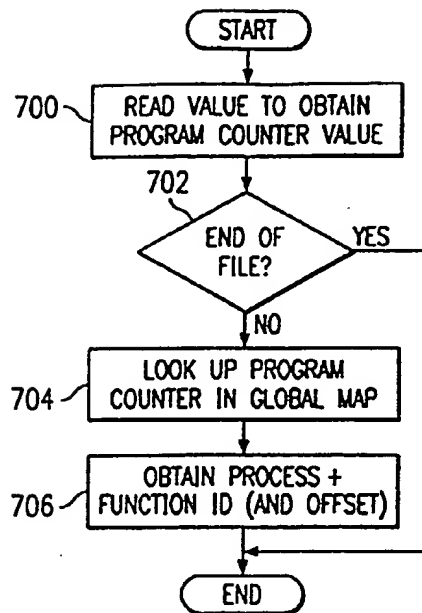 START
700
READ VALUE TO OBTAIN
PROGRAM COUNTER VALUE
702
END OF
FILE?
YES
NO
704
LOOK UP PROGRAM
COUNTER IN GLOBAL MAP
706
OBTAIN PROCESS +
FUNCTION ID (AND OFFSET)
END